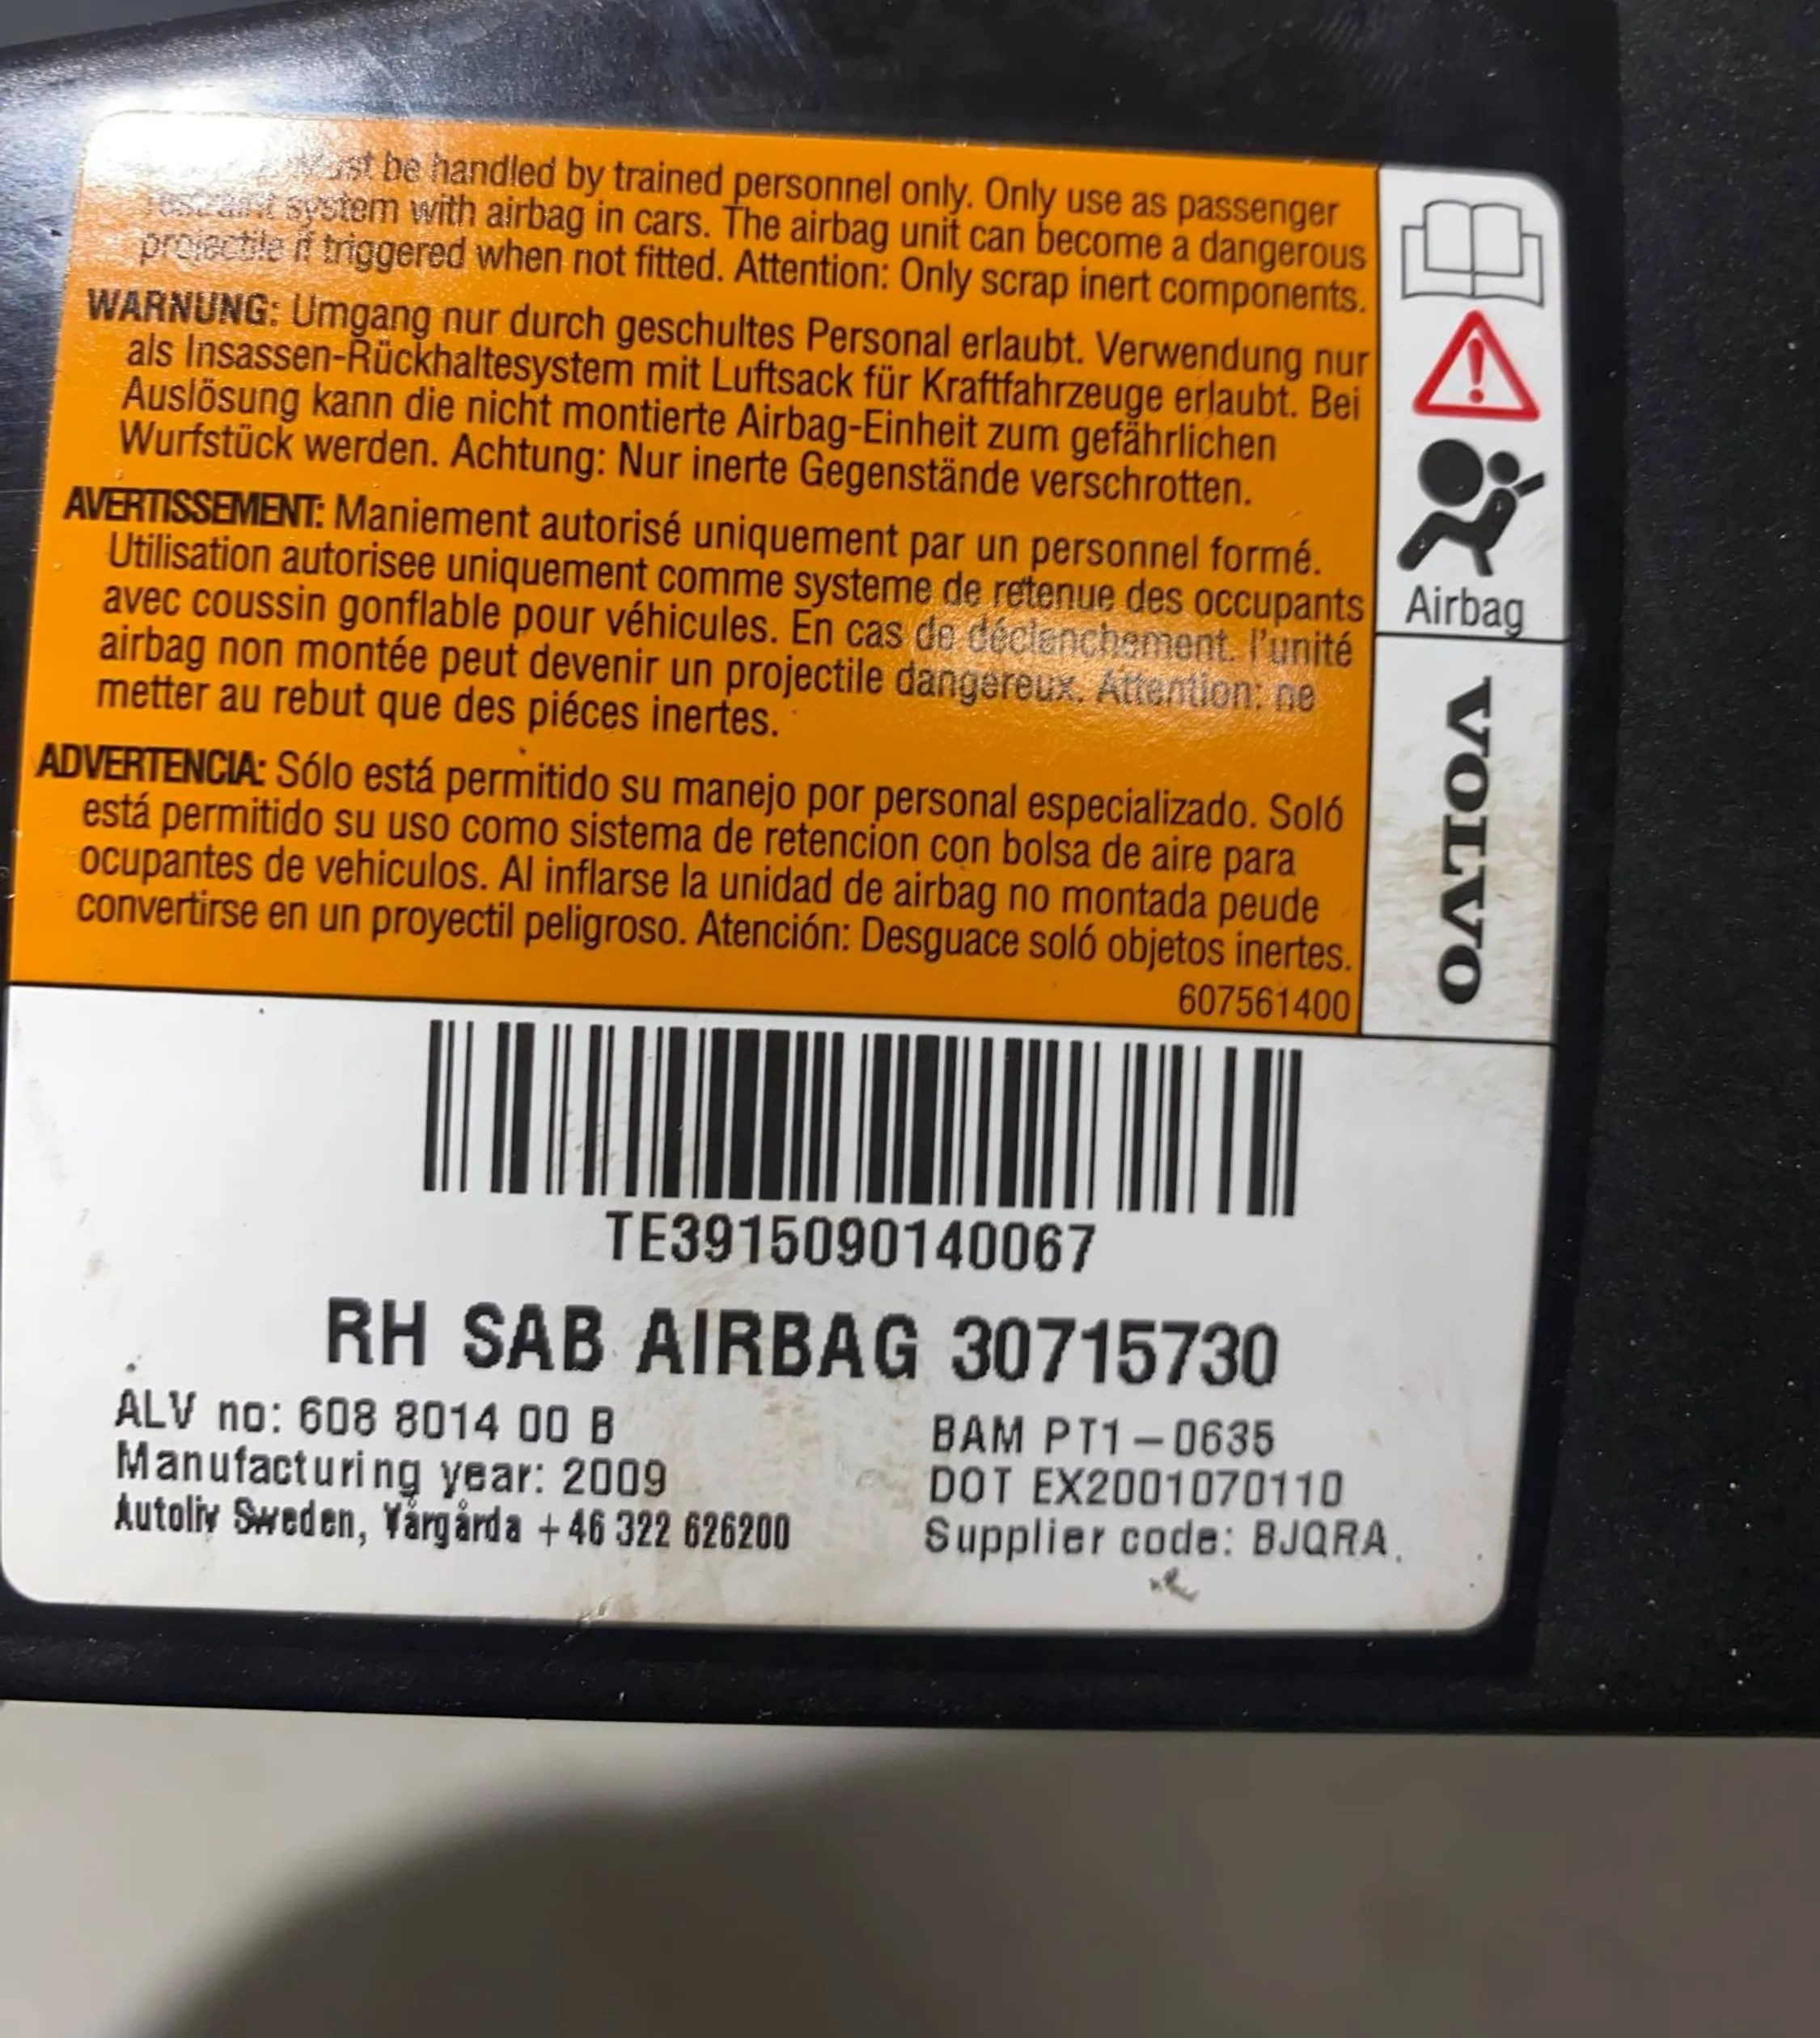 be handled by trained personnel only. Only use as passenger
restraint system with airbag in cars. The airbag unit can become a dangerous
projectile if triggered when not fitted. Attention: Only scrap inert components.
WARNUNG: Umgang nur durch geschultes Personal erlaubt. Verwendung nur
als Insassen-Rückhaltesystem mit Luftsack für Kraftfahrzeuge erlaubt. Bei
Auslösung kann die nicht montierte Airbag-Einheit zum gefährlichen
Wurfstück werden. Achtung: Nur inerte Gegenstände verschrotten.
AVERTISSEMENT: Maniement autorisé uniquement par un personnel formé.
Utilisation autorisee uniquement comme systeme de retenue des occupants
avec coussin gonflable pour véhicules. En cas de déclenchement. l'unité
airbag non montée peut devenir un projectile dangereux. Attention: ne
metter au rebut que des piéces inertes.
ADVERTENCIA: Sólo está permitido su manejo por personal especializado. Soló
está permitido su uso como sistema de retencion con bolsa de aire para
ocupantes de vehiculos. Al inflarse la unidad de airbag no montada peude
convertirse en un proyectil peligroso. Atención: Desguace soló objetos inertes.
607561400
Airbag
VOLVO
TE3915090140067
RH SAB AIRBAG 30715730
ALV no: 608 8014 00 B
Manufacturing year: 2009
Autoliv Sweden, Vårgårda +46 322 626200
BAM PT1-0635
DOT EX2001070110
Supplier code: BJQRA